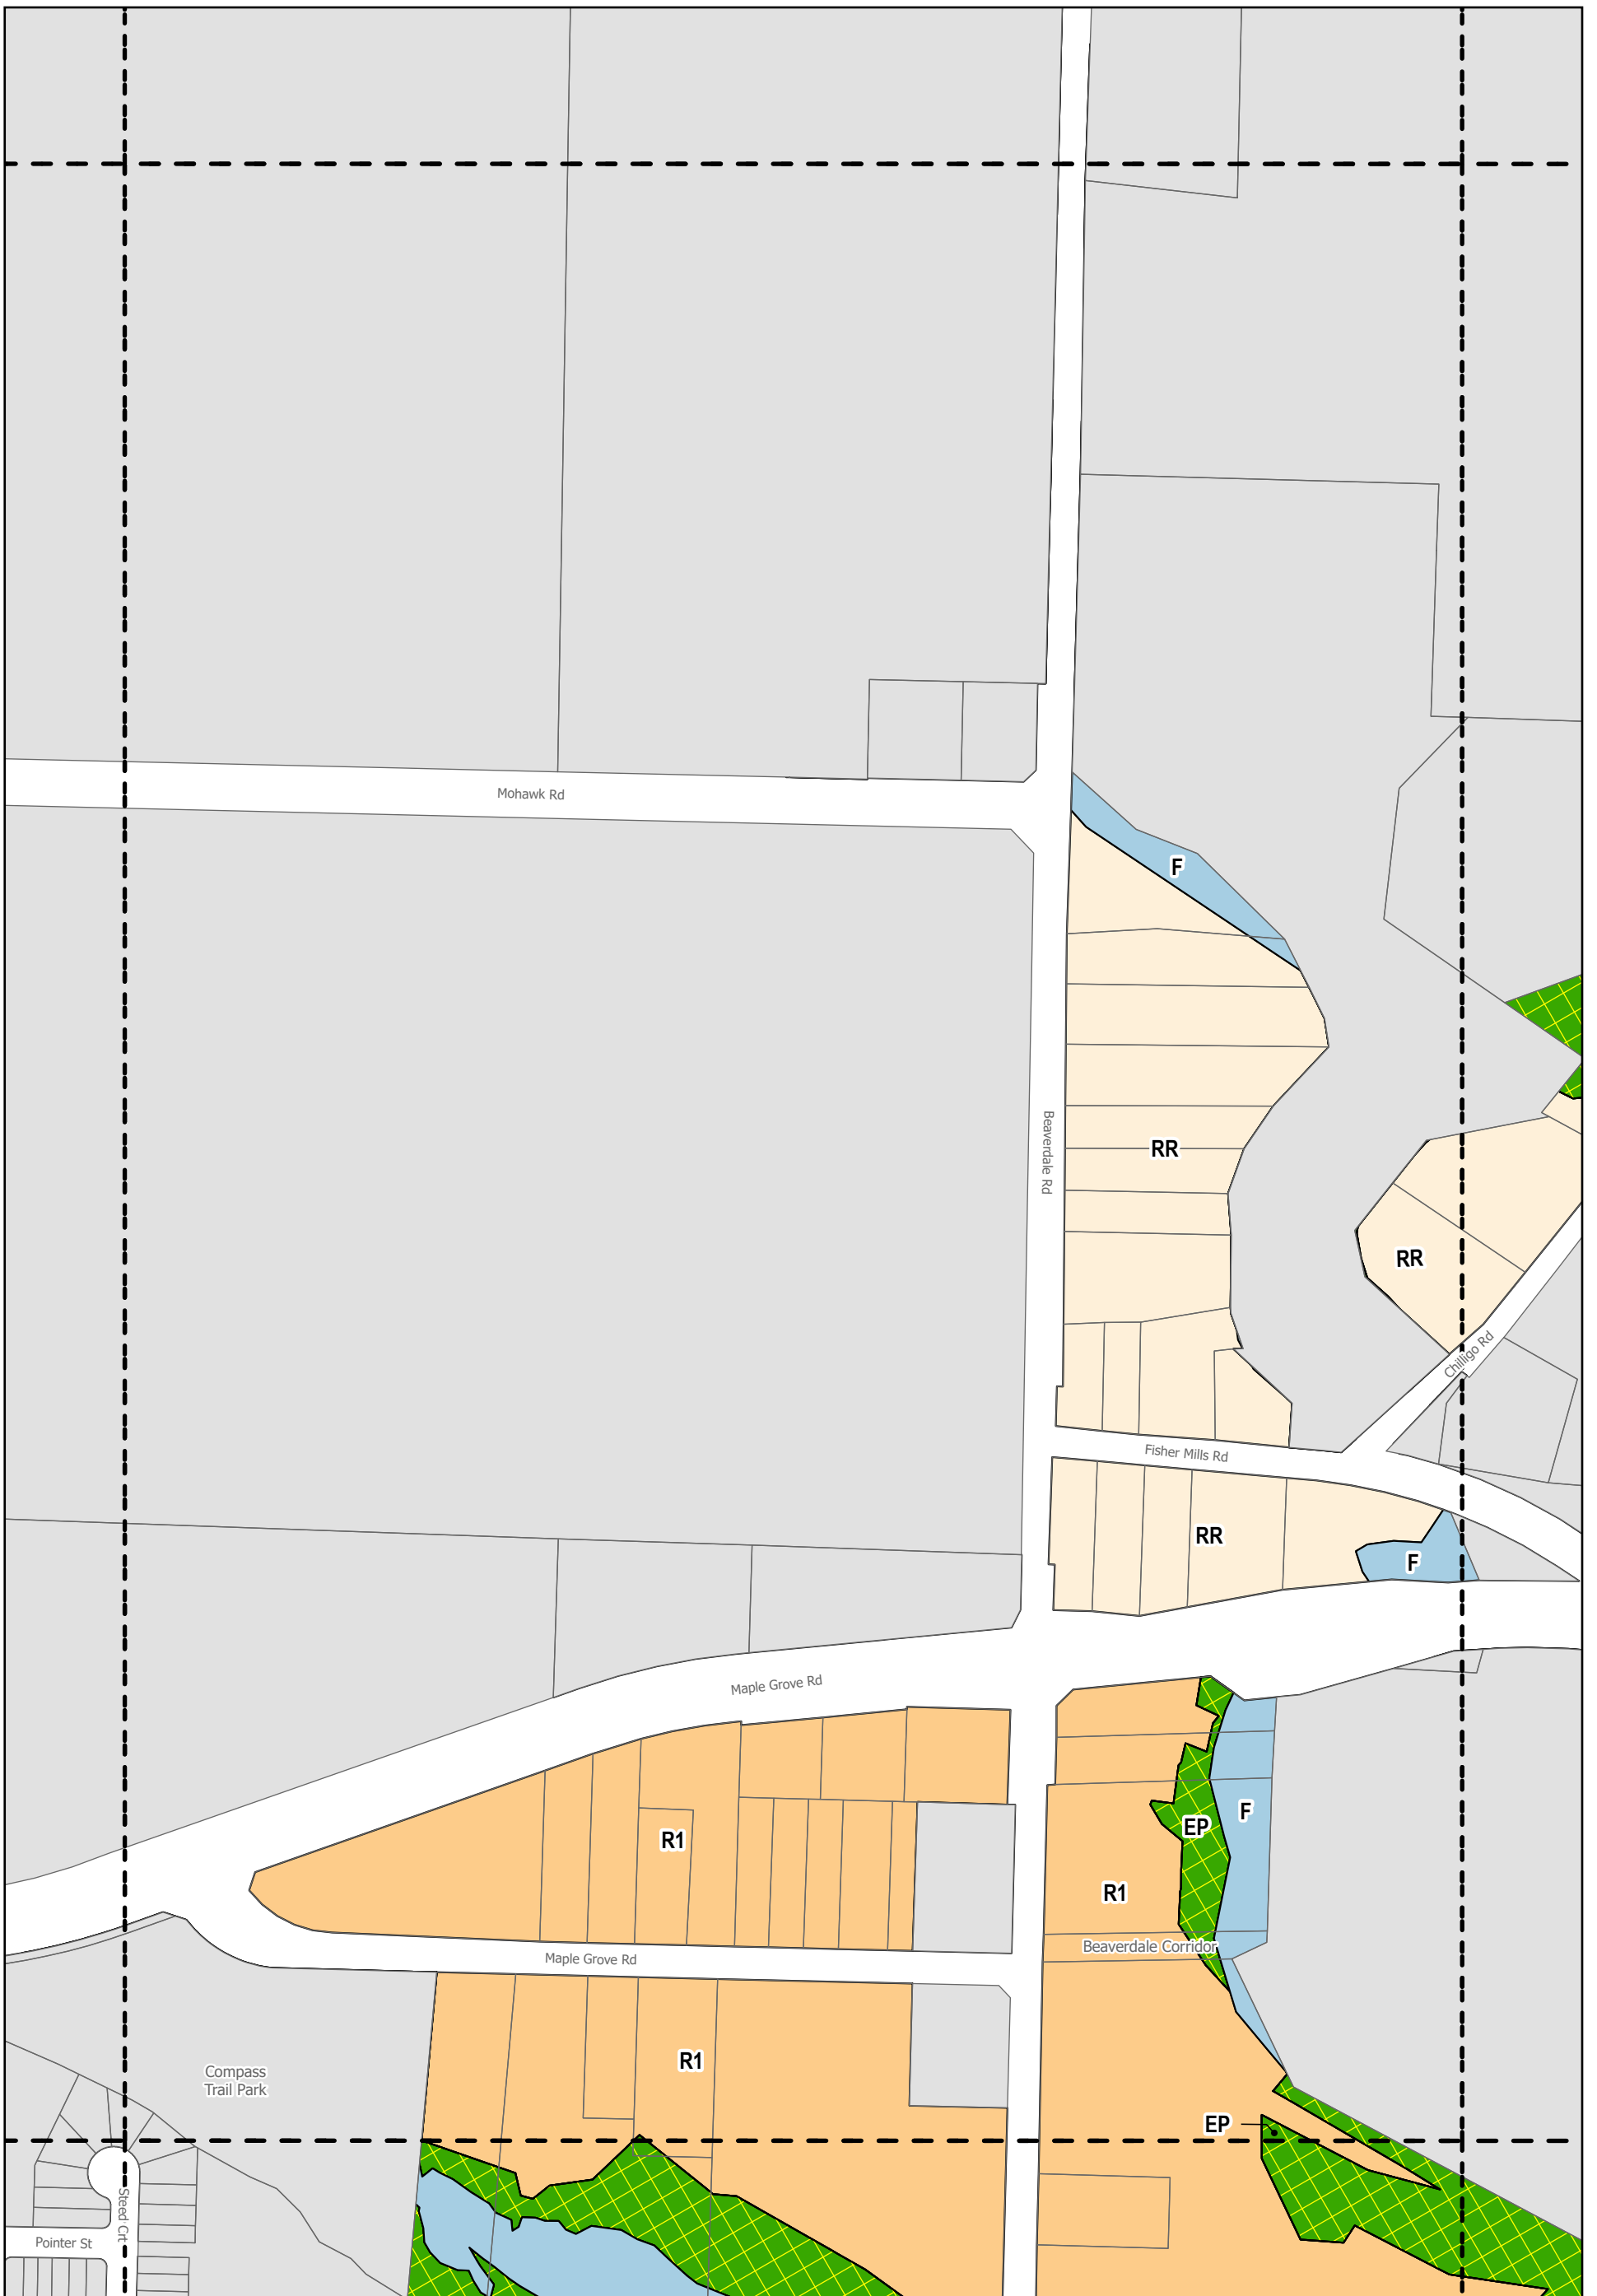 Mohawk Rd
F
Beaverdale Rd
RR
RR
Chilligo Rd
Fisher Mills Rd
RR
F
Maple Grove Rd
R1
F
EP
R1
Beaverdale Corridor
Maple Grove Rd
R1
Compass
Trail Park
EP
Steed Crt
Pointer St